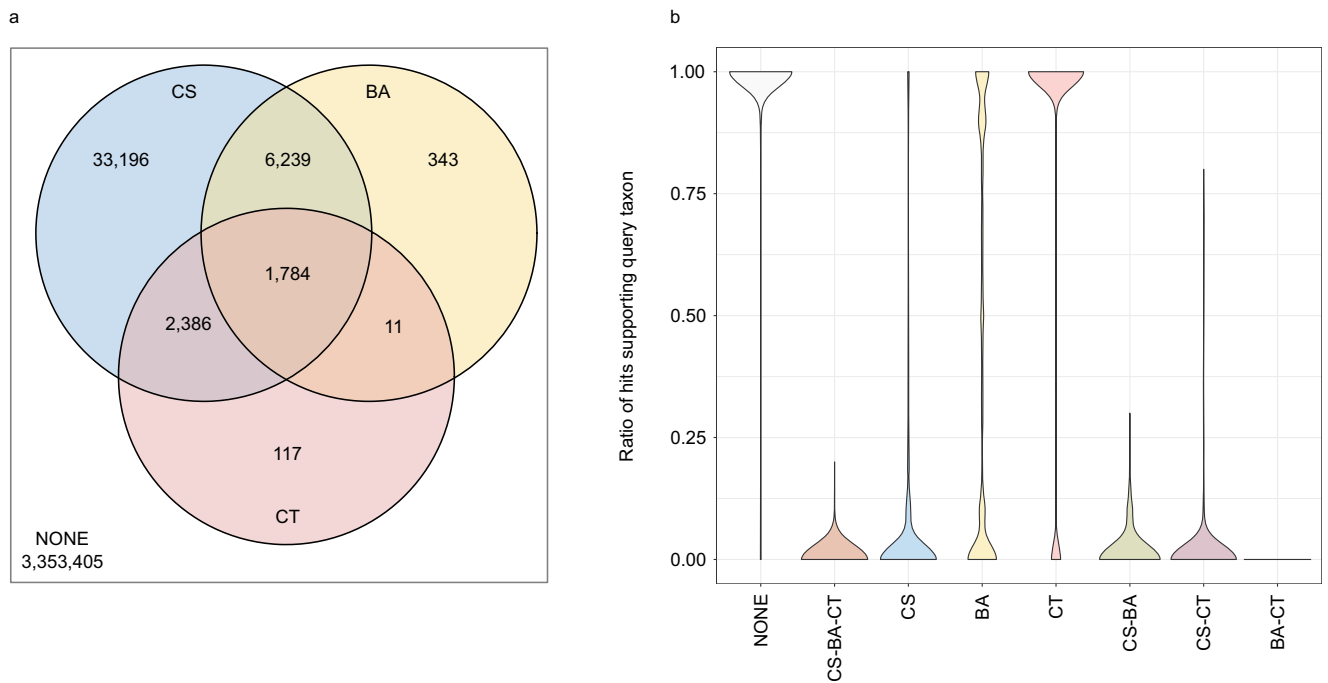 a
CS
BA
33,196
6,239
343
1,784
2,386
11
117
CT
NONE
3,353,405
b
Ratio of hits supporting query taxon
1.00
0.75
0.50
0.25
0.00
NONE
CS-BA-CT
CS
BA
CT
CS-BA
CS-CT
BA-CT